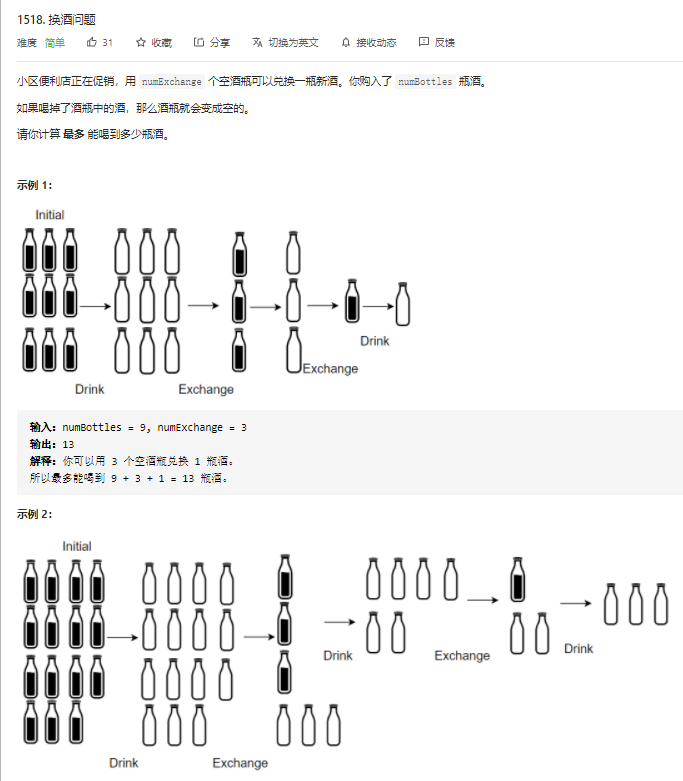 1518. 换酒问题
难度 简单 31 收藏 分享 切换为英文 接收动态 反馈
小区便利店正在促销，用 numExchange 个空酒瓶可以兑换一瓶新酒。你购入了 numBottles 瓶酒。
如果喝掉了酒瓶中的酒，那么酒瓶就会变成空的。
请你计算 最多 能喝到多少瓶酒。
示例 1：
Initial
Drink
Exchange
Exchange
Drink
输入：numBottles = 9, numExchange = 3
输出：13
解释：你可以用 3 个空酒瓶兑换 1 瓶酒。
所以最多能喝到 9 + 3 + 1 = 13 瓶酒。
示例 2：
Initial
Drink
Exchange
Drink
Exchange
Drink